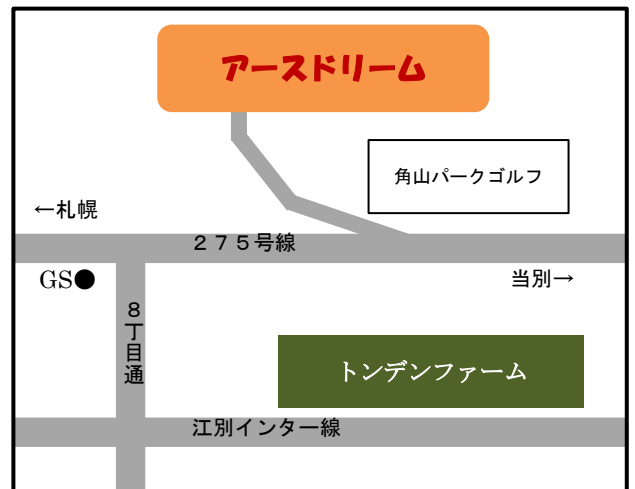 アースドリーム
角山パークゴルフ
←札幌
２７５号線
GS●
当別→
８丁目通
トンデンファーム
江別インター線